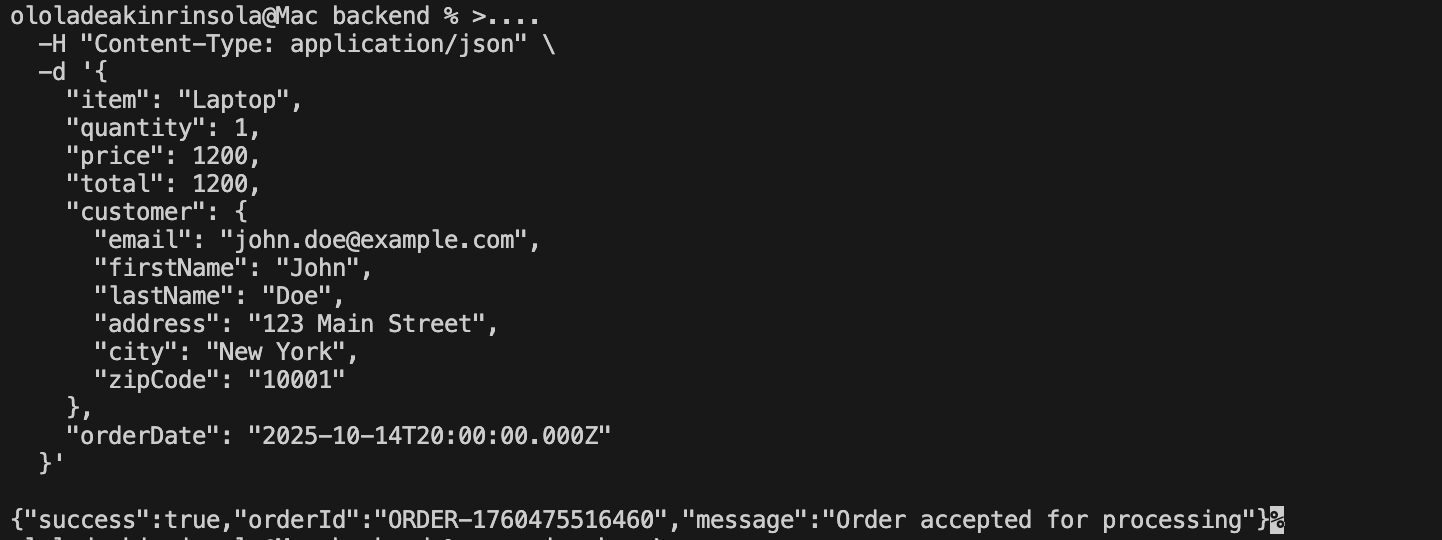 ololadeakinrinsola@Mac backend % >....
  -H "Content-Type: application/json" \
  -d '{
    "item": "Laptop",
    "quantity": 1,
    "price": 1200,
    "total": 1200,
    "customer": {
      "email": "john.doe@example.com",
      "firstName": "John",
      "lastName": "Doe",
      "address": "123 Main Street",
      "city": "New York",
      "zipCode": "10001"
    },
    "orderDate": "2025-10-14T20:00:00.000Z"
  }'
{"success":true,"orderId":"ORDER-1760475516460","message":"Order accepted for processing"}%